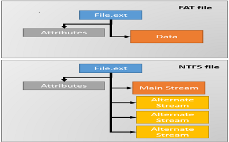 FAT file
File.ext
Attributes
Data
NTFS file
File.ext
Attributes
Main Stream
Alternate
Stream
Alternate
Stream
Alternate
Stream